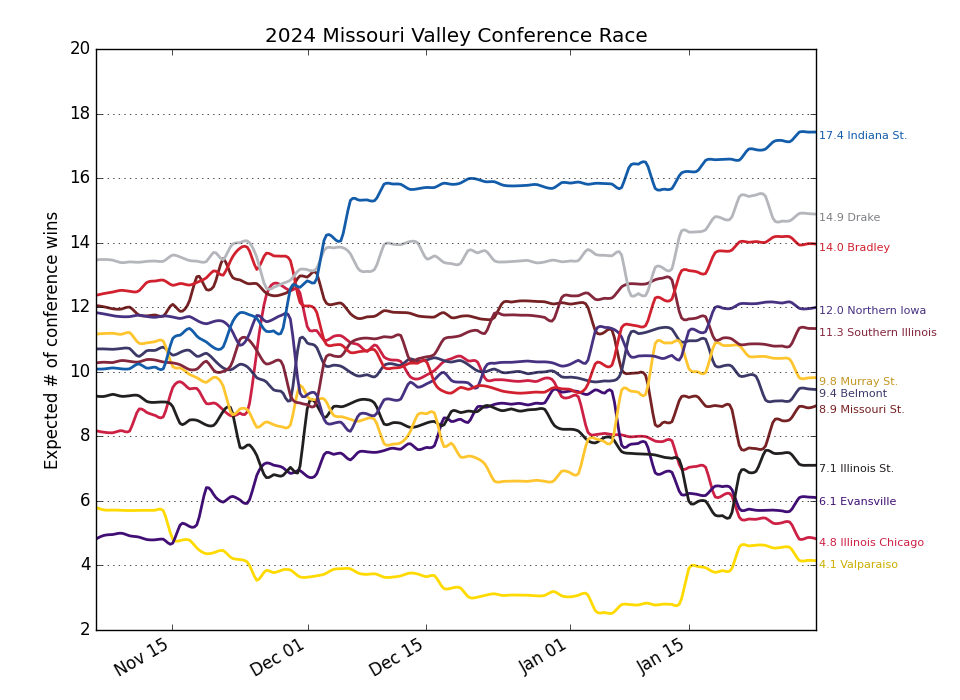 2024 Missouri Valley Conference Race
Expected # of conference wins
20
18
16
14
12
10
8
6
4
2
17.4 Indiana St.
14.9 Drake
14.0 Bradley
12.0 Northern Iowa
11.3 Southern Illinois
9.8 Murray St.
9.4 Belmont
8.9 Missouri St.
7.1 Illinois St.
6.1 Evansville
4.8 Illinois Chicago
4.1 Valparaiso
Nov 15
Dec 01
Dec 15
Jan 01
Jan 15